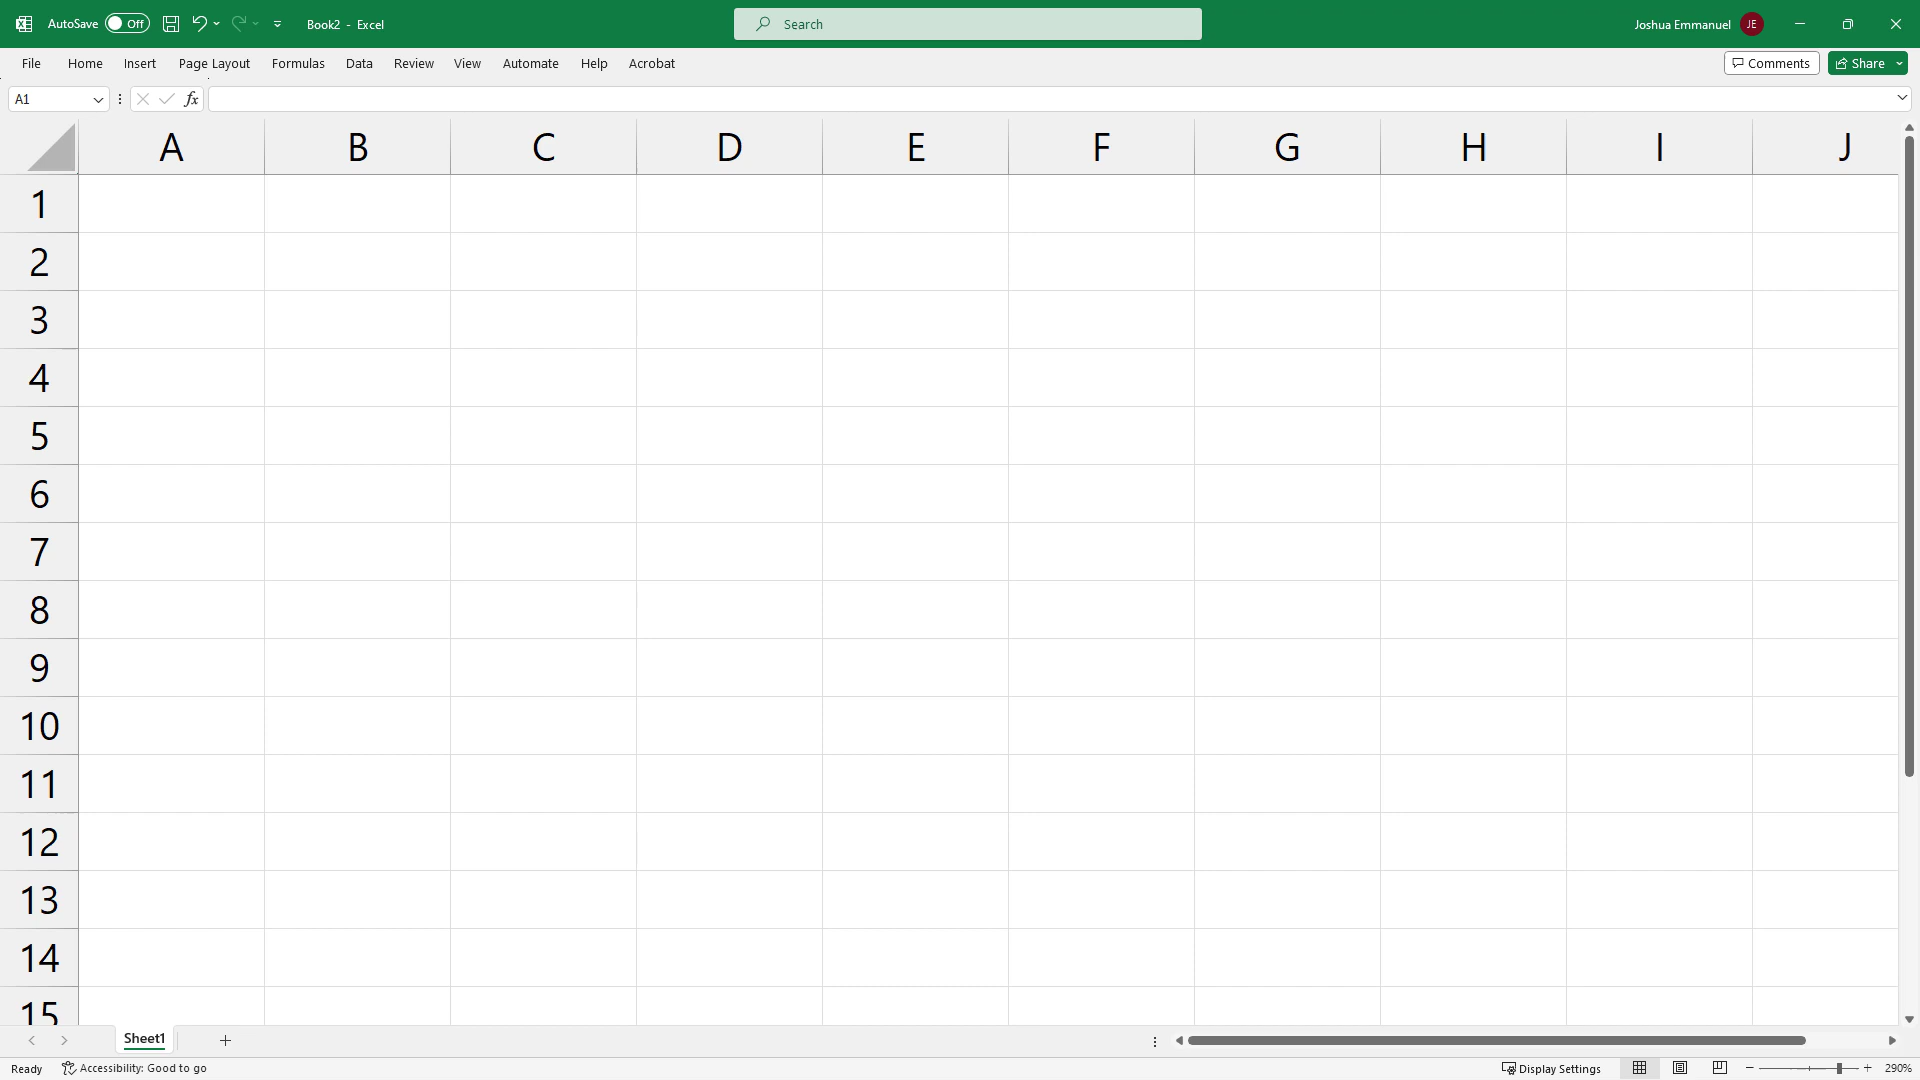 AutoSave Off Book2 - Excel Search Joshua Emmanuel JE
File Home Insert Page Layout Formulas Data Review View Automate Help Acrobat Comments Share
A1 fx
A B C D E F G H I J
1
2
3
4
5
6
7
8
9
10
11
12
13
14
15
Sheet1
Ready Accessibility: Good to go Display Settings 290%